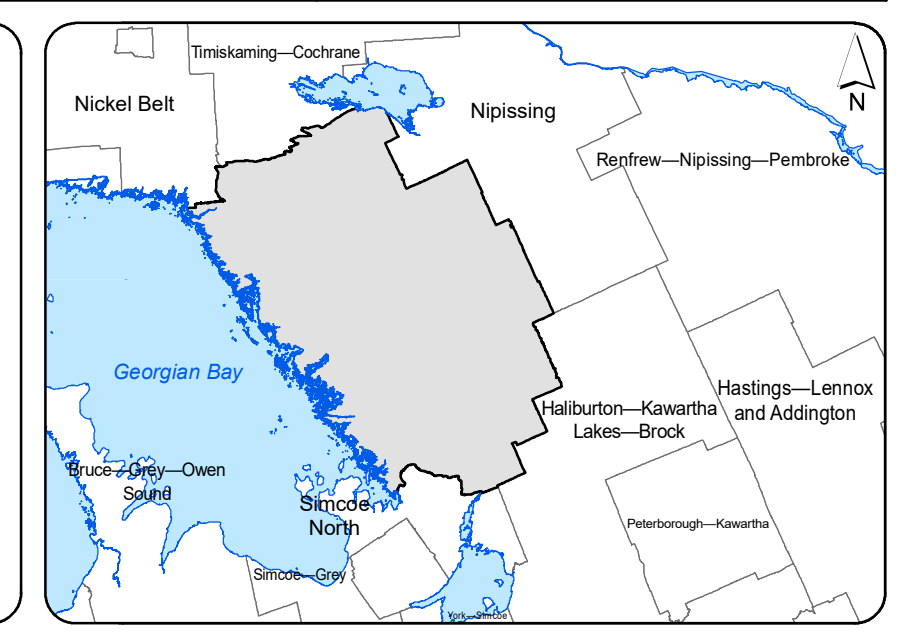 Timiskaming—Cochrane
Nickel Belt
Nipissing
N
Renfrew—Nipissing—Pembroke
Georgian Bay
Hastings—Lennox
and Addington
Haliburton—Kawartha
Lakes—Brock
Bruce—Grey—Owen
Sound
Simcoe
North
Peterborough—Kawartha
Simcoe—Grey
York—Simcoe